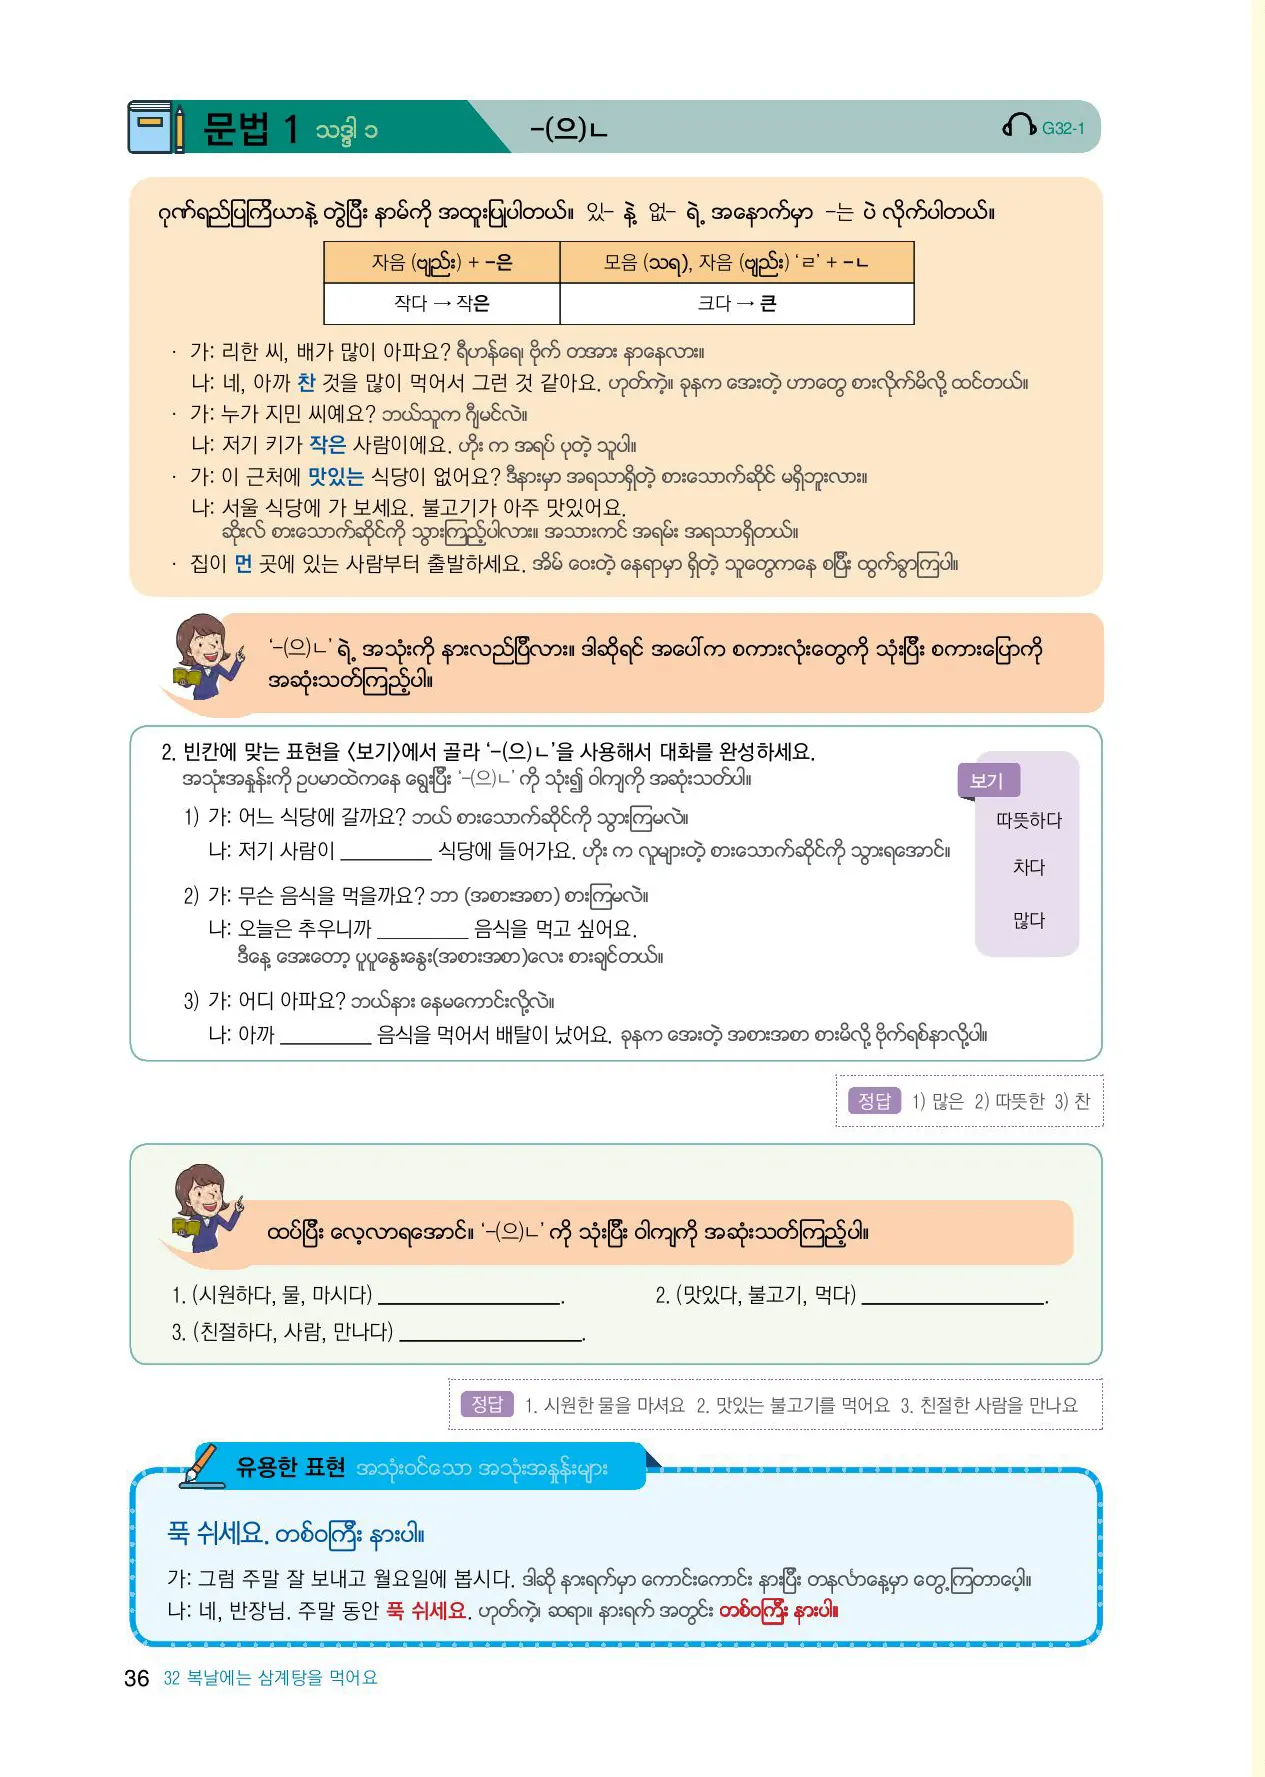 문법 1 သဒ္ဒါ ၁
-(으)ㄴ
G32-1
ဂုဏ်ရည်ပြကြိယာနဲ့ တွဲပြီး နာမ်ကို အထူးပြုပါတယ်။ 있- နဲ့ 없- ရဲ့ အနောက်မှာ -는 ပဲ လိုက်ပါတယ်။
자음 (ဗျည်း) + -은
모음 (သရ), 자음 (ဗျည်း) ‘ㄹ’ + -ㄴ
작다 → 작은
크다 → 큰
· 가: 리한 씨, 배가 많이 아파요? ရီဟန်ရေ၊ ဗိုက် တအား နာနေလား။
나: 네, 아까 찬 것을 많이 먹어서 그런 것 같아요. ဟုတ်ကဲ့။ ခုနက အေးတဲ့ ဟာတွေ စားလိုက်မိလို့ ထင်တယ်။
· 가: 누가 지민 씨예요? ဘယ်သူက ဂျီမင်လဲ။
나: 저기 키가 작은 사람이에요. ဟိုး က အရပ် ပုတဲ့ သူပါ။
· 가: 이 근처에 맛있는 식당이 없어요? ဒီနားမှာ အရသာရှိတဲ့ စားသောက်ဆိုင် မရှိဘူးလား။
나: 서울 식당에 가 보세요. 불고기가 아주 맛있어요.
ဆိုးလ် စားသောက်ဆိုင်ကို သွားကြည့်ပါလား။ အသားကင် အရမ်း အရသာရှိတယ်။
· 집이 먼 곳에 있는 사람부터 출발하세요. အိမ် ဝေးတဲ့ နေရာမှာ ရှိတဲ့ သူတွေကနေ စပြီး ထွက်ခွာကြပါ။
‘-(으)ㄴ’ ရဲ့ အသုံးကို နားလည်ပြီလား။ ဒါဆိုရင် အပေါ်က စကားလုံးတွေကို သုံးပြီး စကားပြောကို
အဆုံးသတ်ကြည့်ပါ။
2. 빈칸에 맞는 표현을 〈보기〉에서 골라 ‘-(으)ㄴ’을 사용해서 대화를 완성하세요.
အသုံးအနှုန်းကို ဥပမာထဲကနေ ရွေးပြီး ‘-(으)ㄴ’ ကို သုံး၍ ဝါကျကို အဆုံးသတ်ပါ။
보기
따뜻하다
차다
많다
1) 가: 어느 식당에 갈까요? ဘယ် စားသောက်ဆိုင်ကို သွားကြမလဲ။
나: 저기 사람이 _________ 식당에 들어가요. ဟိုး က လူများတဲ့ စားသောက်ဆိုင်ကို သွားရအောင်။
2) 가: 무슨 음식을 먹을까요? ဘာ (အစားအစာ) စားကြမလဲ။
나: 오늘은 추우니까 _________ 음식을 먹고 싶어요.
ဒီနေ့ အေးတော့ ပူပူနွေးနွေး(အစားအစာ)လေး စားချင်တယ်။
3) 가: 어디 아파요? ဘယ်နား နေမကောင်းလို့လဲ။
나: 아까 _________ 음식을 먹어서 배탈이 났어요. ခုနက အေးတဲ့ အစားအစာ စားမိလို့ ဗိုက်ရစ်နာလို့ပါ။
정답 1) 많은 2) 따뜻한 3) 찬
ထပ်ပြီး လေ့လာရအောင်။ ‘-(으)ㄴ’ ကို သုံးပြီး ဝါကျကို အဆုံးသတ်ကြည့်ပါ။
1. (시원하다, 물, 마시다) __________________.
2. (맛있다, 불고기, 먹다) __________________.
3. (친절하다, 사람, 만나다) __________________.
정답 1. 시원한 물을 마셔요 2. 맛있는 불고기를 먹어요 3. 친절한 사람을 만나요
유용한 표현 အသုံးဝင်သော အသုံးအနှုန်းများ
푹 쉬세요. တစ်ဝကြီး နားပါ။
가: 그럼 주말 잘 보내고 월요일에 봅시다. ဒါဆို နားရက်မှာ ကောင်းကောင်း နားပြီး တနင်္လာနေ့မှာ တွေ့ကြတာပေါ့။
나: 네, 반장님. 주말 동안 푹 쉬세요. ဟုတ်ကဲ့၊ ဆရာ။ နားရက် အတွင်း တစ်ဝကြီး နားပါ။
36 32 복날에는 삼계탕을 먹어요